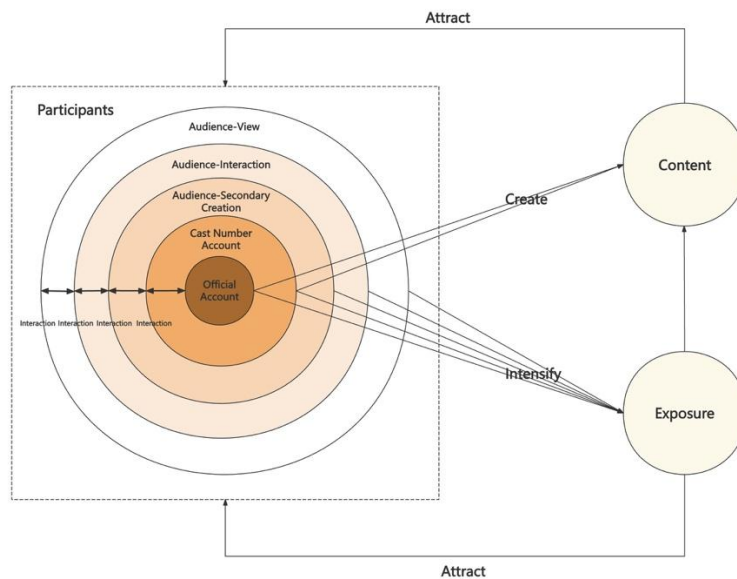 Attract
Participants
Audience-View
Audience-Interaction
Audience-Secondary
Creation
Cast Number
Account
Official
Account
Interaction Interaction Interaction Interaction
Create
Content
Intensify
Exposure
Attract